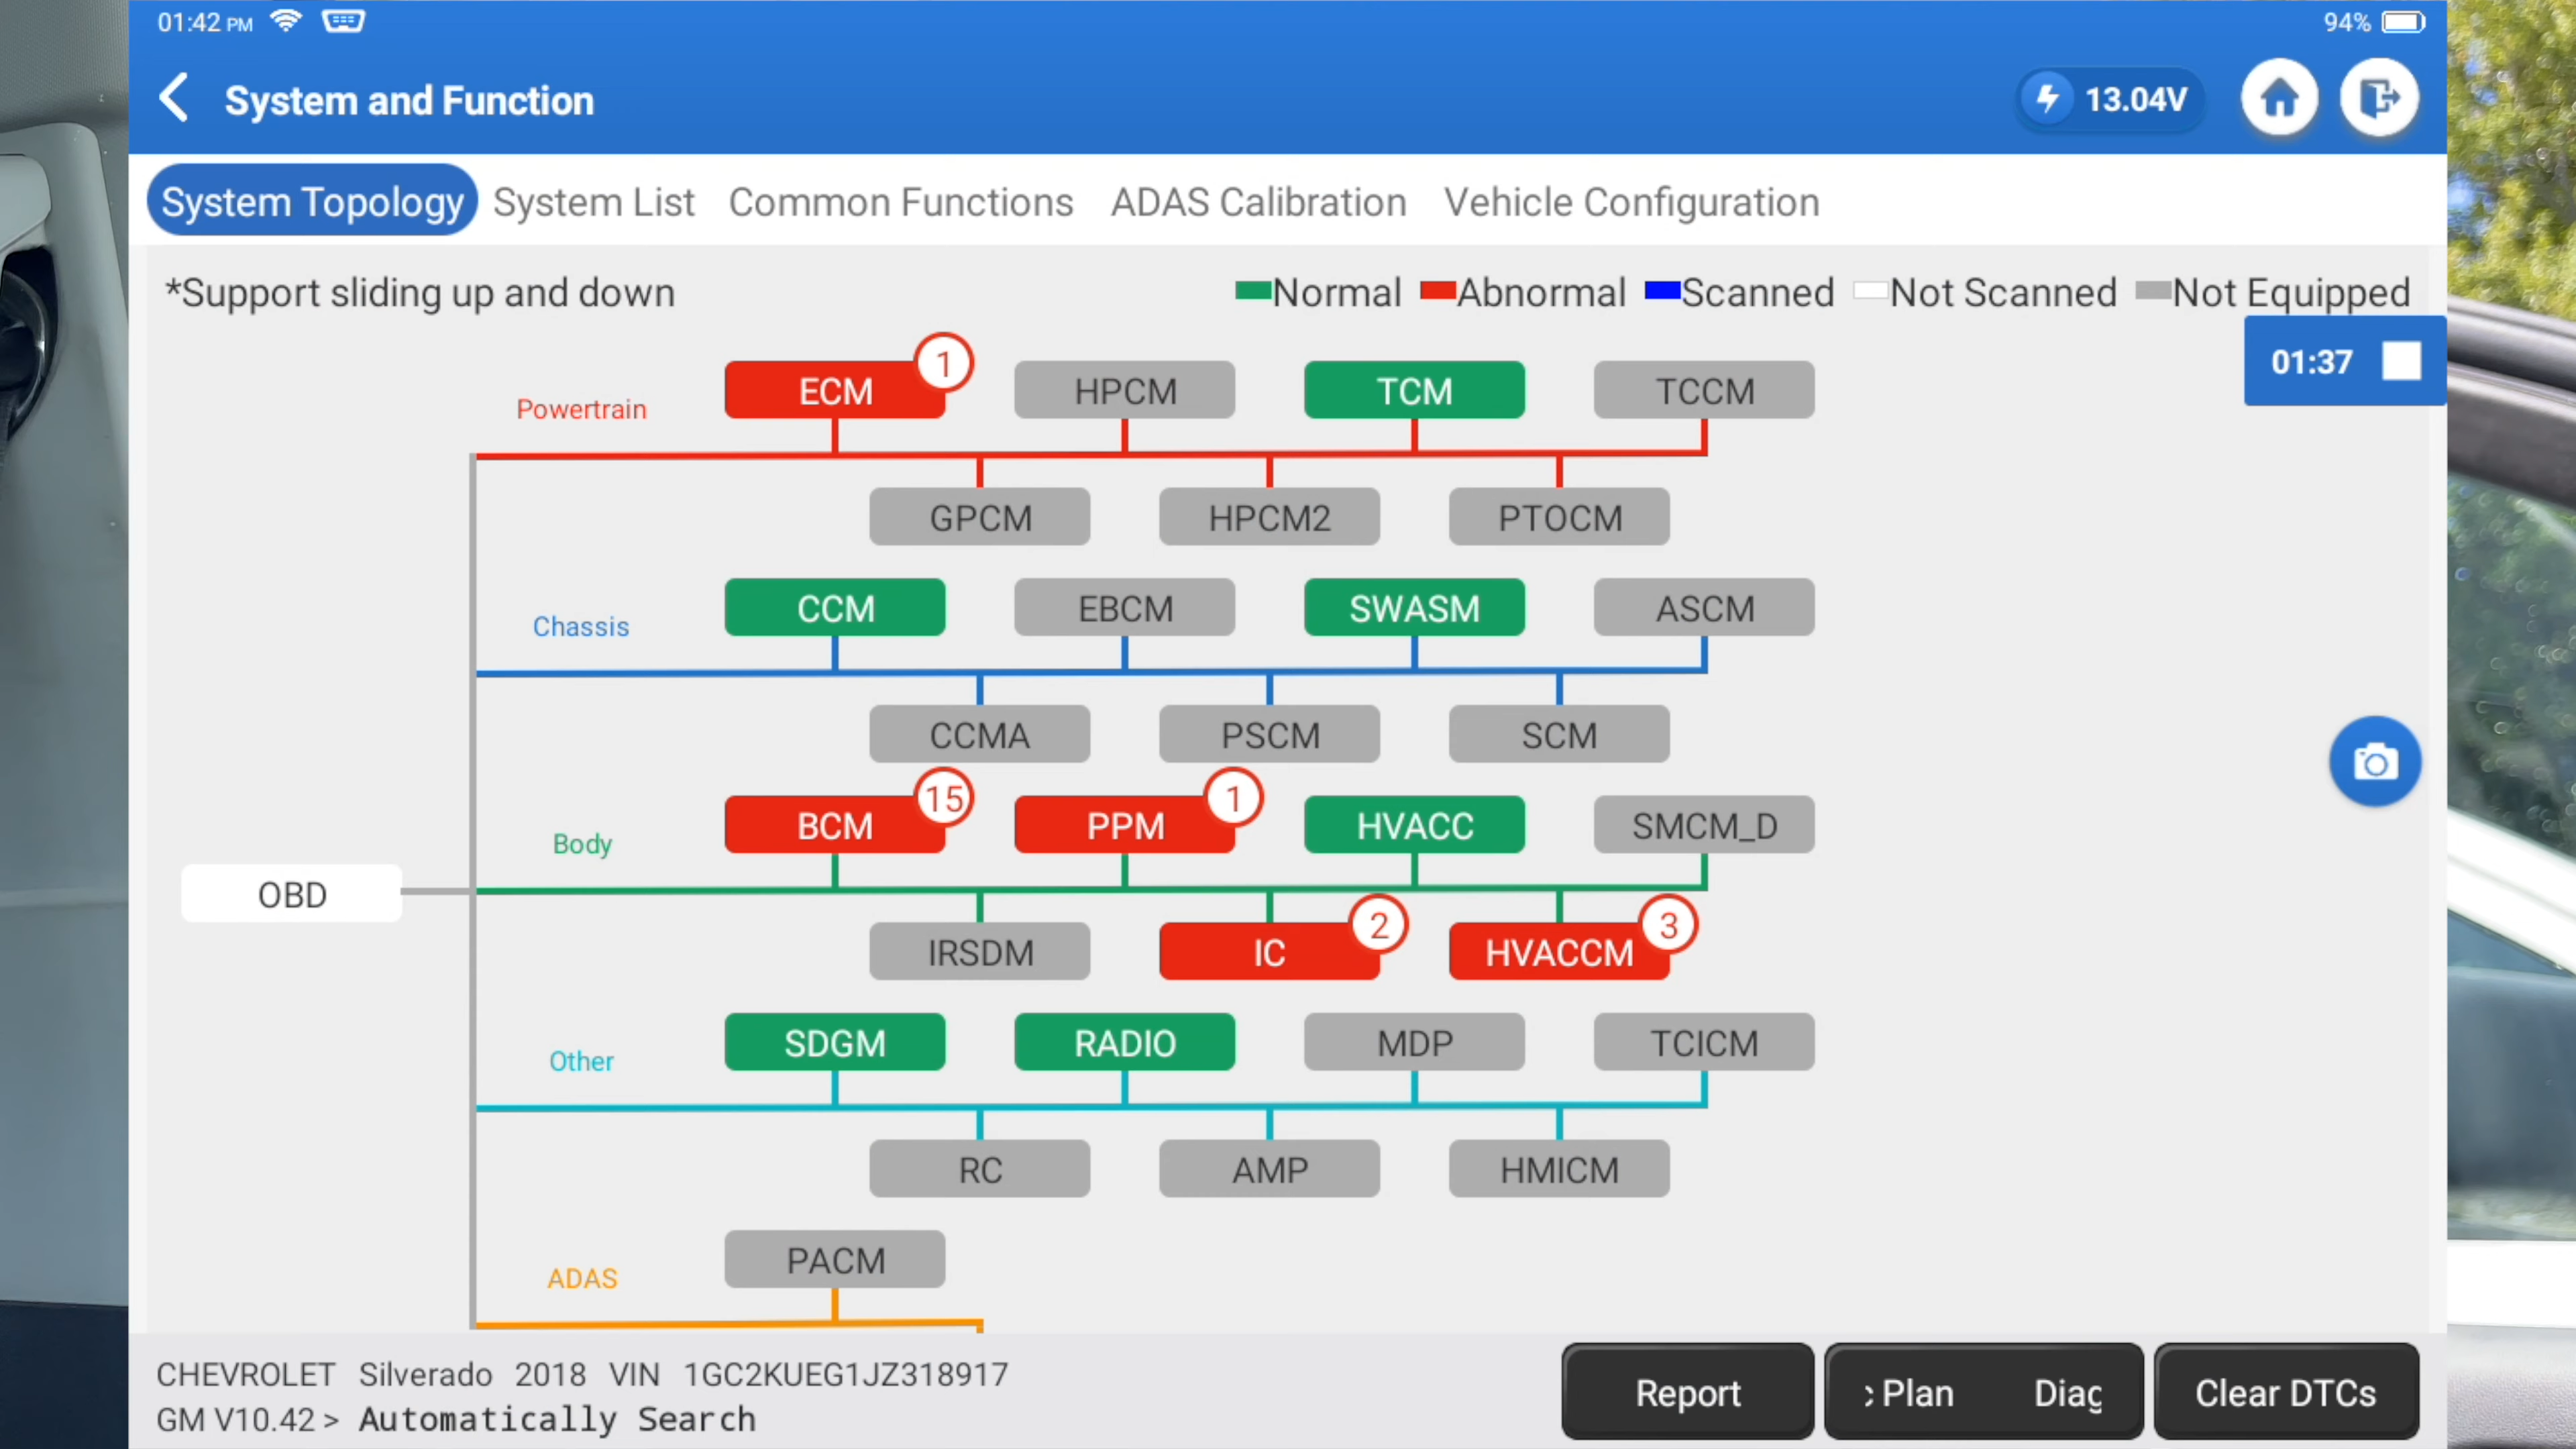 01:42 PM
94%
System and Function
13.04V
System Topology System List Common Functions ADAS Calibration Vehicle Configuration
*Support sliding up and down
Normal Abnormal Scanned Not Scanned Not Equipped
01:37
ECM 1 HPCM TCM TCCM
Powertrain
GPCM HPCM2 PTOCM
CCM EBCM SWASM ASCM
Chassis
CCMA PSCM SCM
BCM 15 PPM 1 HVACC SMCM_D
Body
OBD
IRSDM IC 2 HVACCM 3
SDGM RADIO MDP TCICM
Other
RC AMP HMICM
PACM
ADAS
CHEVROLET Silverado 2018 VIN 1GC2KUEG1JZ318917
GM V10.42 > Automatically Search
Report
Plan Diag
Clear DTCs